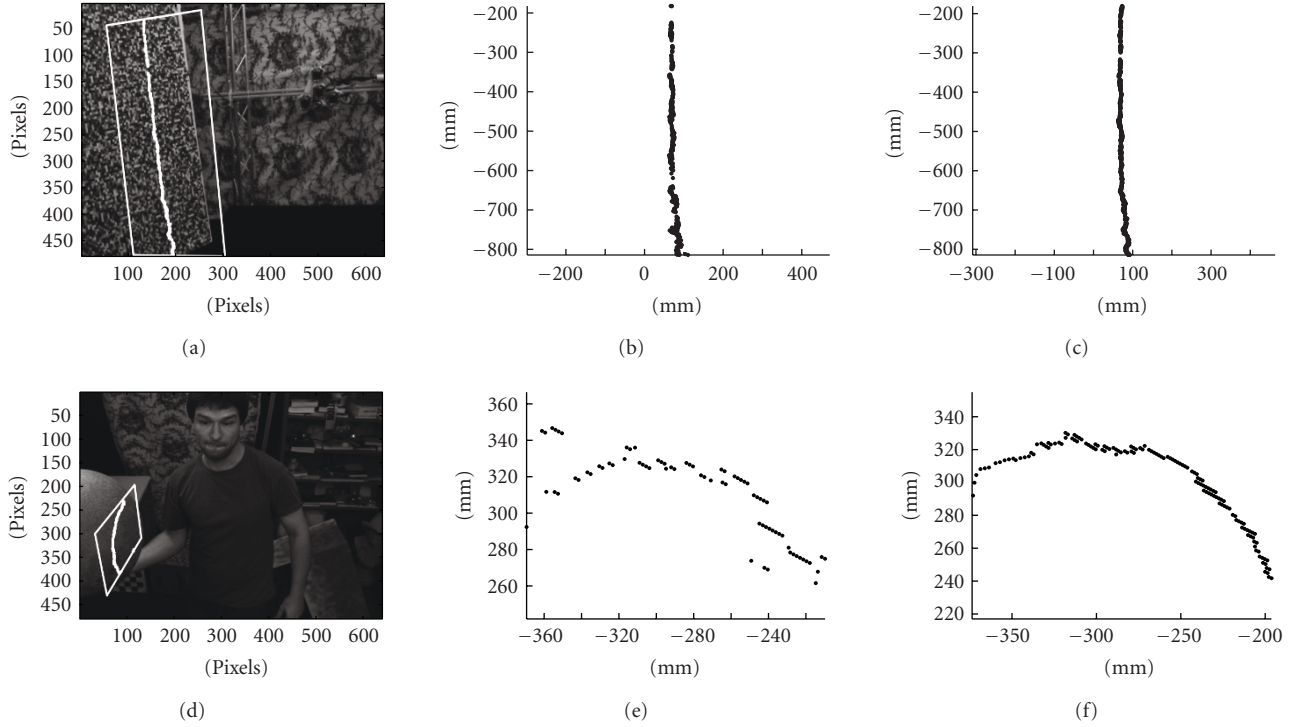 50
100
150
200
250
300
350
400
450
(Pixels)
100 200 300 400 500 600
(Pixels)
(a)
−200
−300
−400
−500
−600
−700
−800
(mm)
−200 0 200 400
(mm)
(b)
−200
−300
−400
−500
−600
−700
−800
(mm)
−300 −100 100 300
(mm)
(c)
50
100
150
200
250
300
350
400
450
(Pixels)
100 200 300 400 500 600
(Pixels)
(d)
360
340
320
300
280
260
(mm)
−360 −320 −280 −240
(mm)
(e)
340
320
300
280
260
240
220
(mm)
−350 −300 −250 −200
(mm)
(f)